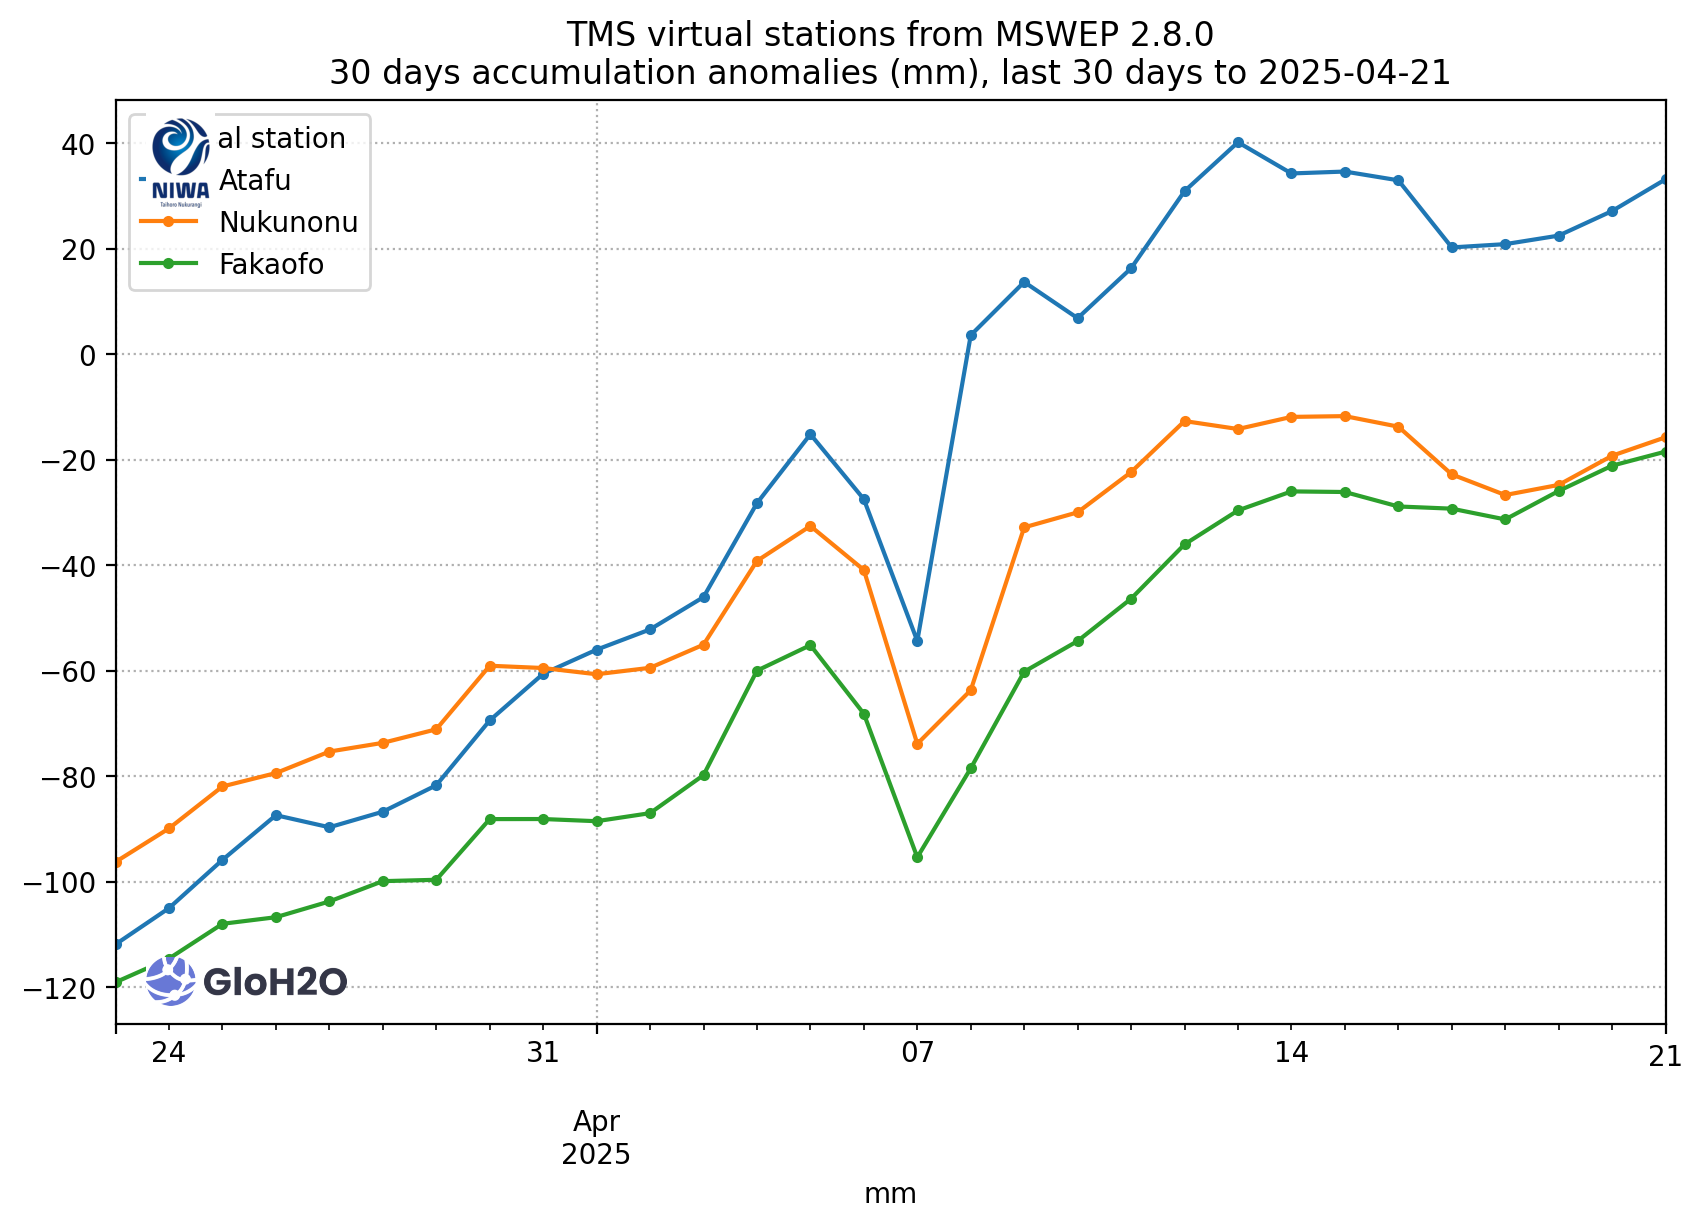 TMS virtual stations from MSWEP 2.8.0
30 days accumulation anomalies (mm), last 30 days to 2025-04-21
al station
NIWA
Taihoro Nukurangi
Atafu
Nukunonu
Fakaofo
40
20
0
−20
−40
−60
−80
−100
−120
GloH2O
24
31
07
14
21
Apr
2025
mm